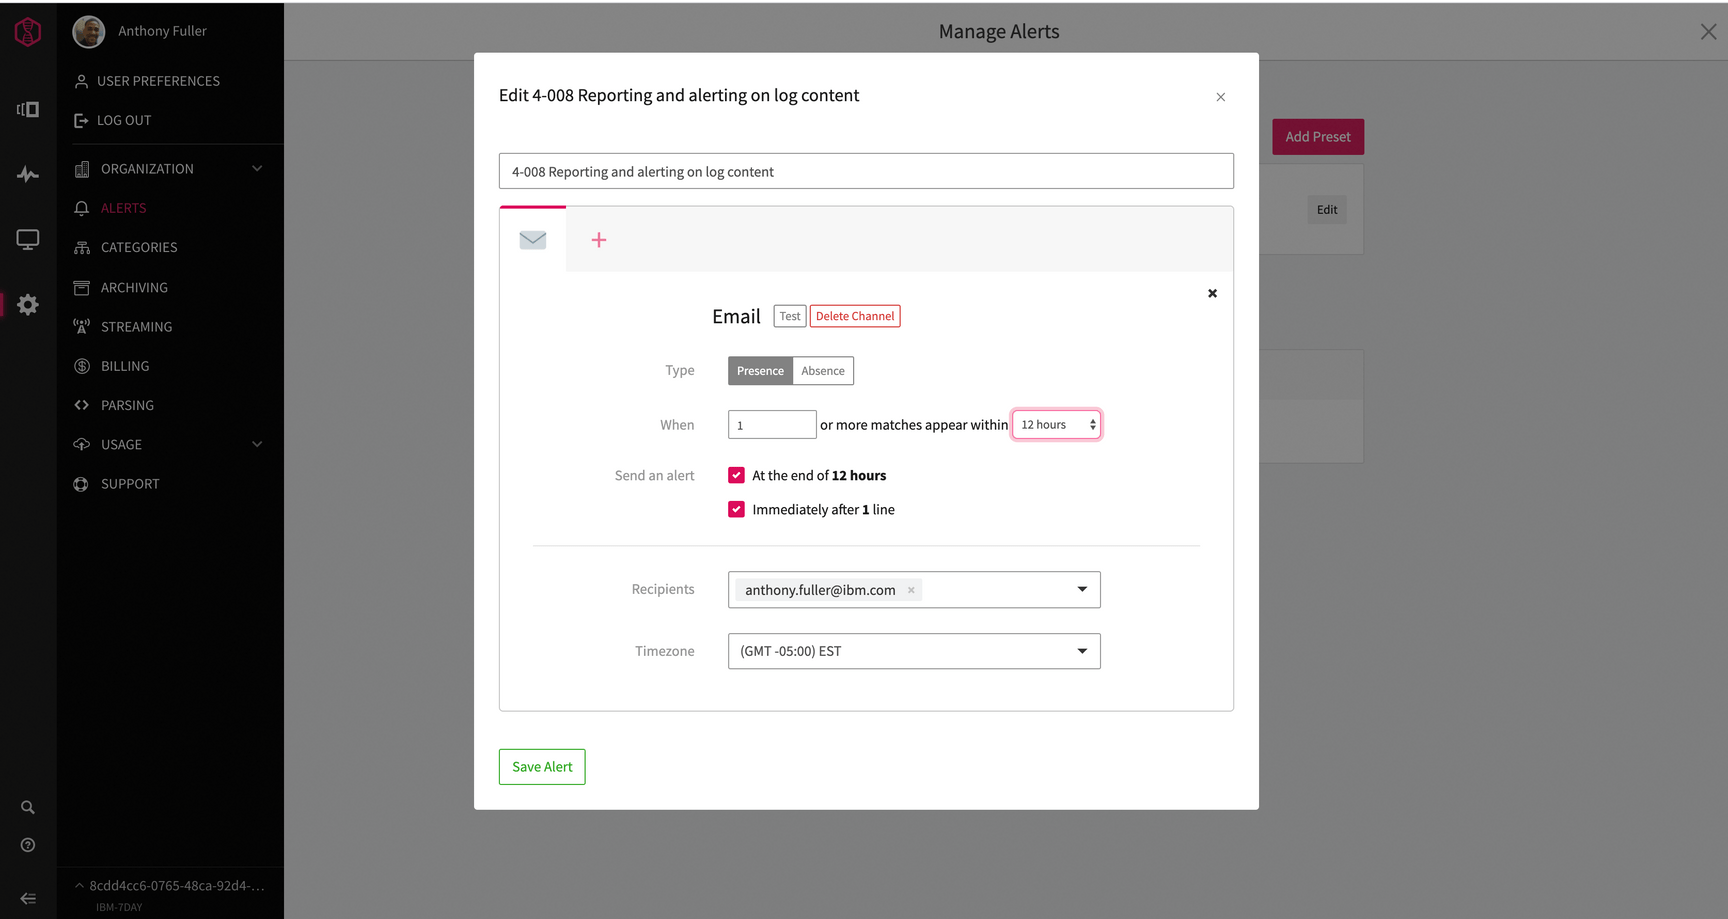 Anthony Fuller
USER PREFERENCES
LOG OUT
ORGANIZATION
ALERTS
CATEGORIES
ARCHIVING
STREAMING
BILLING
PARSING
USAGE
SUPPORT
8cdd4cc6-0765-48ca-92d4-...
IBM-7DAY
Manage Alerts
Add Preset
Edit
Edit 4-008 Reporting and alerting on log content
4-008 Reporting and alerting on log content
Email Test Delete Channel
Type Presence Absence
When 1 or more matches appear within 12 hours
Send an alert At the end of 12 hours
Immediately after 1 line
Recipients anthony.fuller@ibm.com ×
Timezone (GMT -05:00) EST
Save Alert